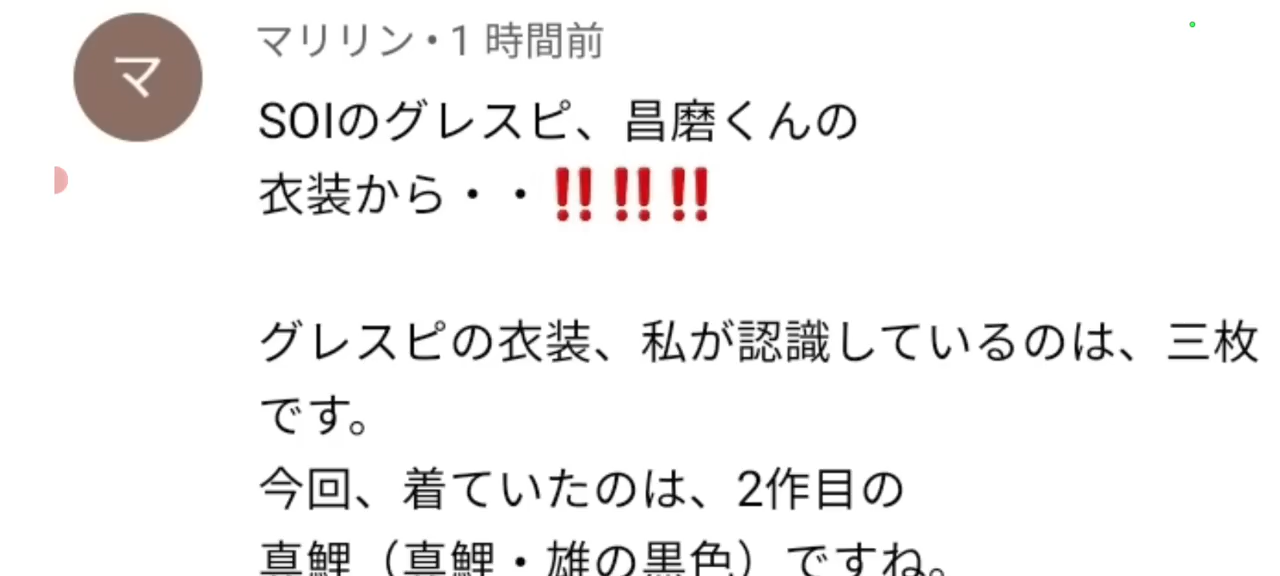 マ
マリリン・1 時間前
SOIのグレスピ、昌磨くんの
衣装から・・‼️‼️‼️
グレスピの衣装、私が認識しているのは、三枚
です。
今回、着ていたのは、2作目の
真鯉（真鯉・雄の黒色）ですね。